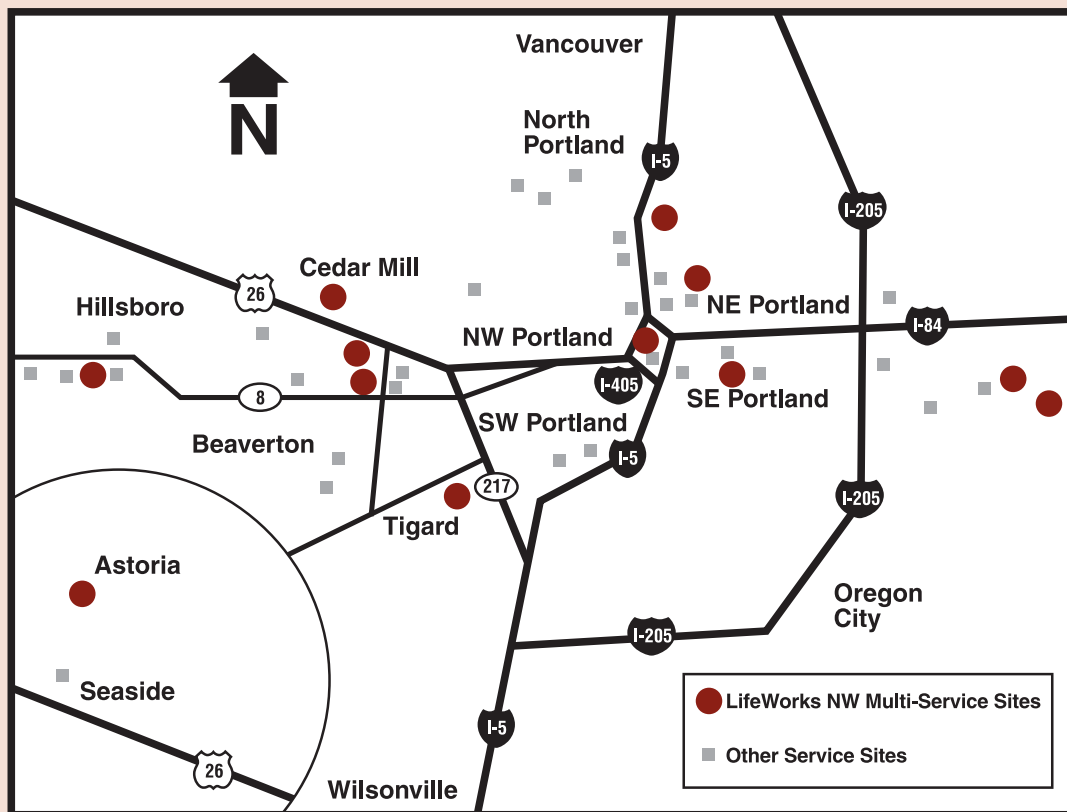 Vancouver
N
North
Portland
I-5
I-205
Cedar Mill
26
Hillsboro
NE Portland
NW Portland
I-84
I-405
8
SE Portland
SW Portland
Beaverton
I-5
217
I-205
Tigard
Astoria
Oregon
City
I-205
Seaside
LifeWorks NW Multi-Service Sites
I-5
Other Service Sites
26
Wilsonville